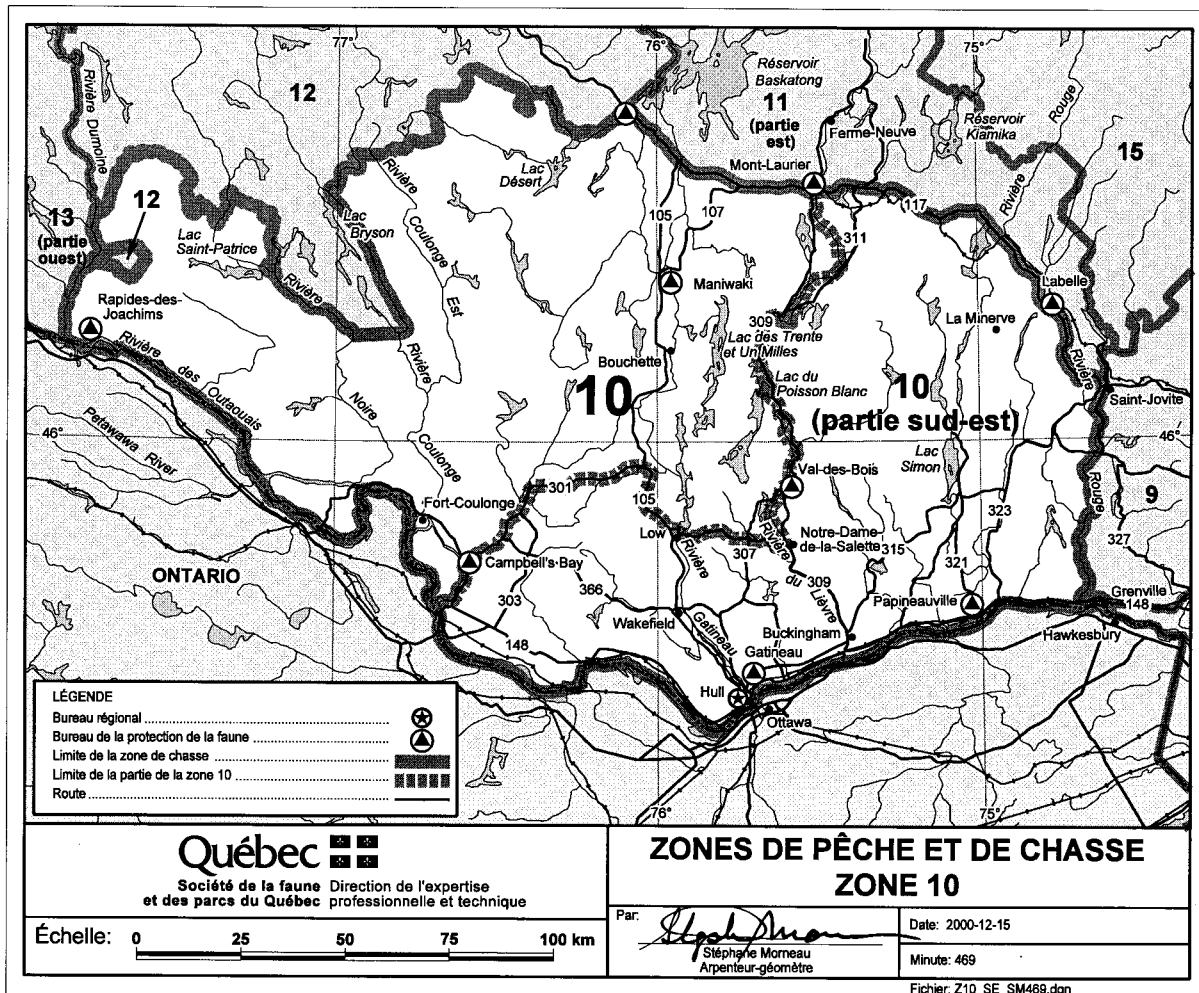 77°
76°
75°
Rivière Dumoine
12
Réservoir
Baskatong
11
(partie
est)
Ferme-Neuve
Réservoir
Kiamika
Rouge
Rivière
15
Mont-Laurier
Lac
Désert
Rivière
Coulonge
Est
12
13
(partie
ouest)
Lac
Saint-Patrice
Lac
Bryson
105
107
117
311
Rapides-des-
Joachims
Rivière
Maniwaki
Labelle
309
Lac des Trente
et Un Milles
La Minerve
Rivière
des
Outaouais
Rivière
Bouchette
Lac du
Poisson Blanc
10
10
(partie sud-est)
Rivière
Saint-Jovite
Noire
Coulonge
46°
46°
Petawawa River
Lac
Simon
Val-des-Bois
Rouge
9
301
105
Fort-Coulonge
323
Low
Rivière
307
Rivière
du
Lièvre
Notre-Dame-
de-la-Salette
315
327
ONTARIO
Campbell's-Bay
303
366
321
309
Papineauville
Grenville
148
Wakefield
Gatineau
Buckingham
Hawkesbury
148
Gatineau
Hull
Ottawa
76°
75°
LÉGENDE
Bureau régional
Bureau de la protection de la faune
Limite de la zone de chasse
Limite de la partie de la zone 10
Route
Québec
Société de la faune
et des parcs du Québec
Direction de l'expertise
professionnelle et technique
Échelle: 0 25 50 75 100 km
ZONES DE PÊCHE ET DE CHASSE
ZONE 10
Par:
Stéphane Morneau
Arpenteur-géomètre
Date: 2000-12-15
Minute: 469
Fichier: Z10_SE_SM469.dgn